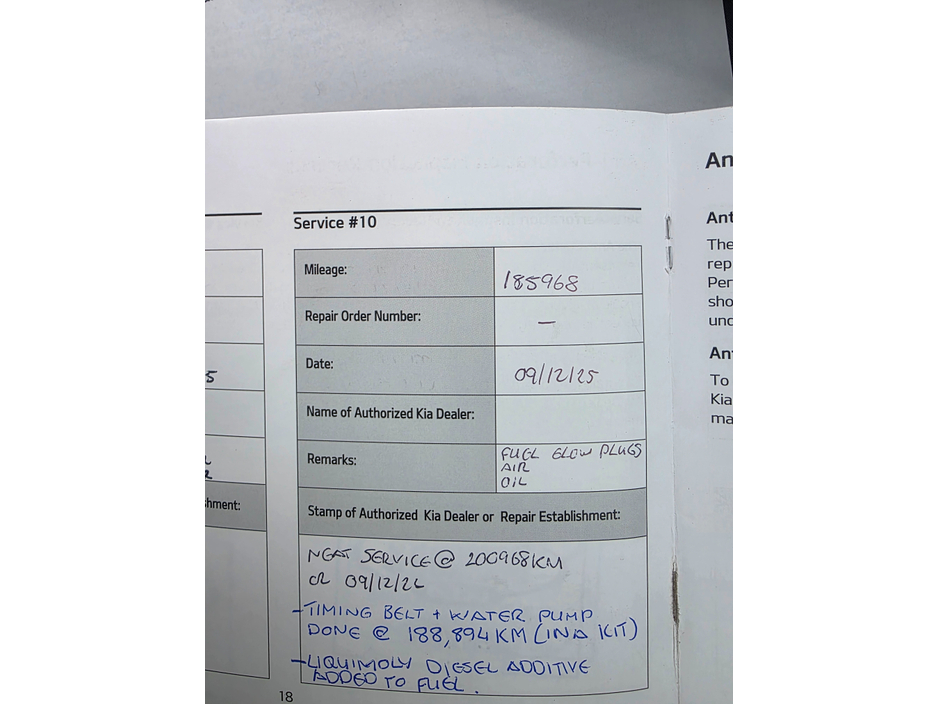 An
Service #10
Ant
The
rep
Per
sho
und
Mileage:
185968
Repair Order Number:
—
Date:
09/12/25
5
Name of Authorized Kia Dealer:
An
To
Kia
ma
Remarks:
FUEL GLOW PLUGS
AIR
OIL
hment:
Stamp of Authorized Kia Dealer or Repair Establishment:
NEXT SERVICE @ 200968KM
OR 09/12/26
- TIMING BELT + WATER PUMP
DONE @ 188,894 KM (INA KIT)
- LIQUIMOLY DIESEL ADDITIVE
ADDED TO FUEL.
18